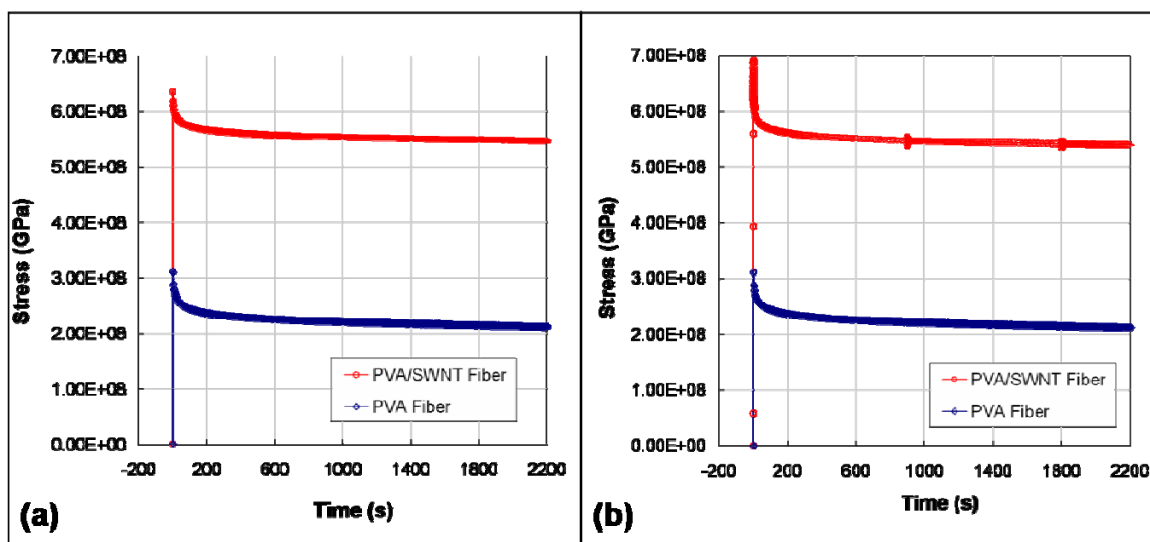 7.00E+08
6.00E+08
5.00E+08
4.00E+08
3.00E+08
2.00E+08
1.00E+08
0.00E+00
Stress (GPa)
PVA/SWNT Fiber
PVA Fiber
-200 200 600 1000 1400 1800 2200
Time (s)
(a)
7.00E+08
6.00E+08
5.00E+08
4.00E+08
3.00E+08
2.00E+08
1.00E+08
0.00E+00
Stress (GPa)
PVA/SWNT Fiber
PVA Fiber
-200 200 600 1000 1400 1800 2200
Time (s)
(b)